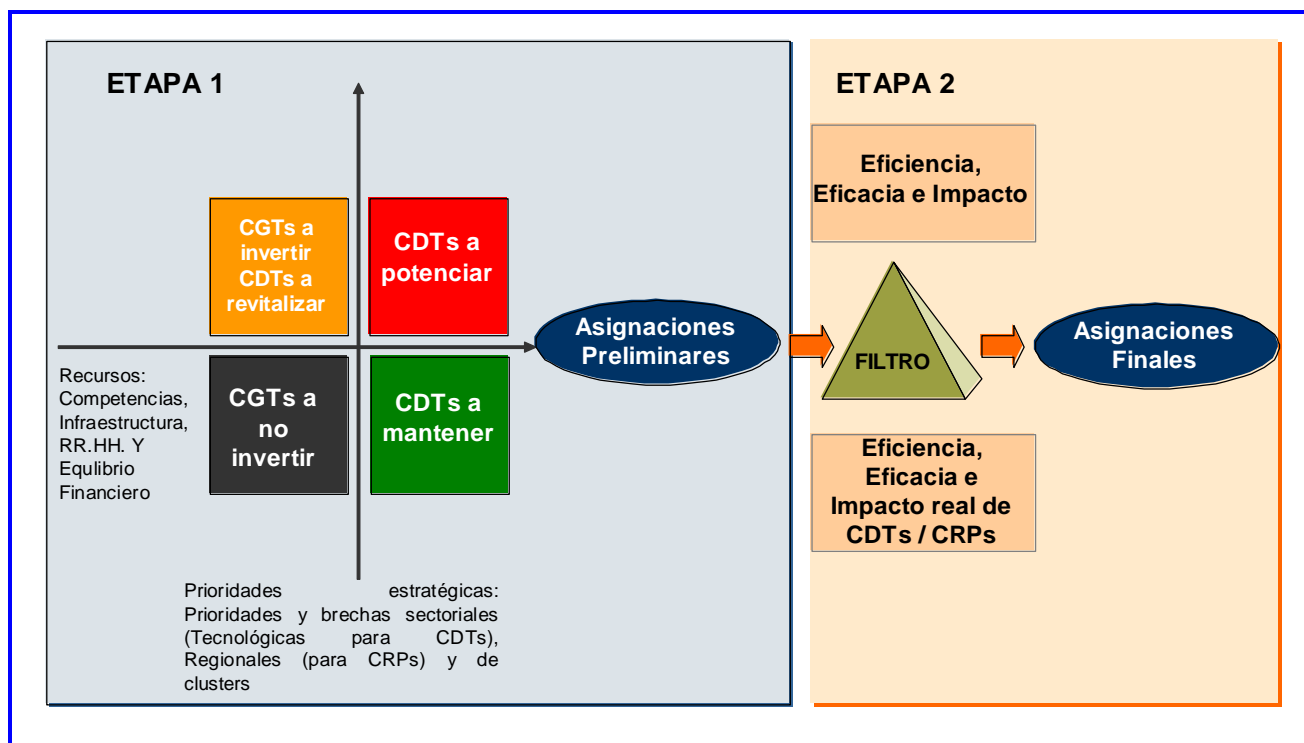 ETAPA 1
CGTs a
invertir
CDTs a
revitalizar
CDTs a
potenciar
CGTs a
no
invertir
CDTs a
mantener
Recursos:
Competencias,
Infraestructura,
RR.HH. Y
Equlibrio
Financiero
Prioridades estratégicas:
Prioridades y brechas sectoriales
(Tecnológicas para CDTs),
Regionales (para CRPs) y de
clusters
Asignaciones
Preliminares
ETAPA 2
Eficiencia,
Eficacia e Impacto
FILTRO
Eficiencia,
Eficacia e
Impacto real de
CDTs / CRPs
Asignaciones
Finales